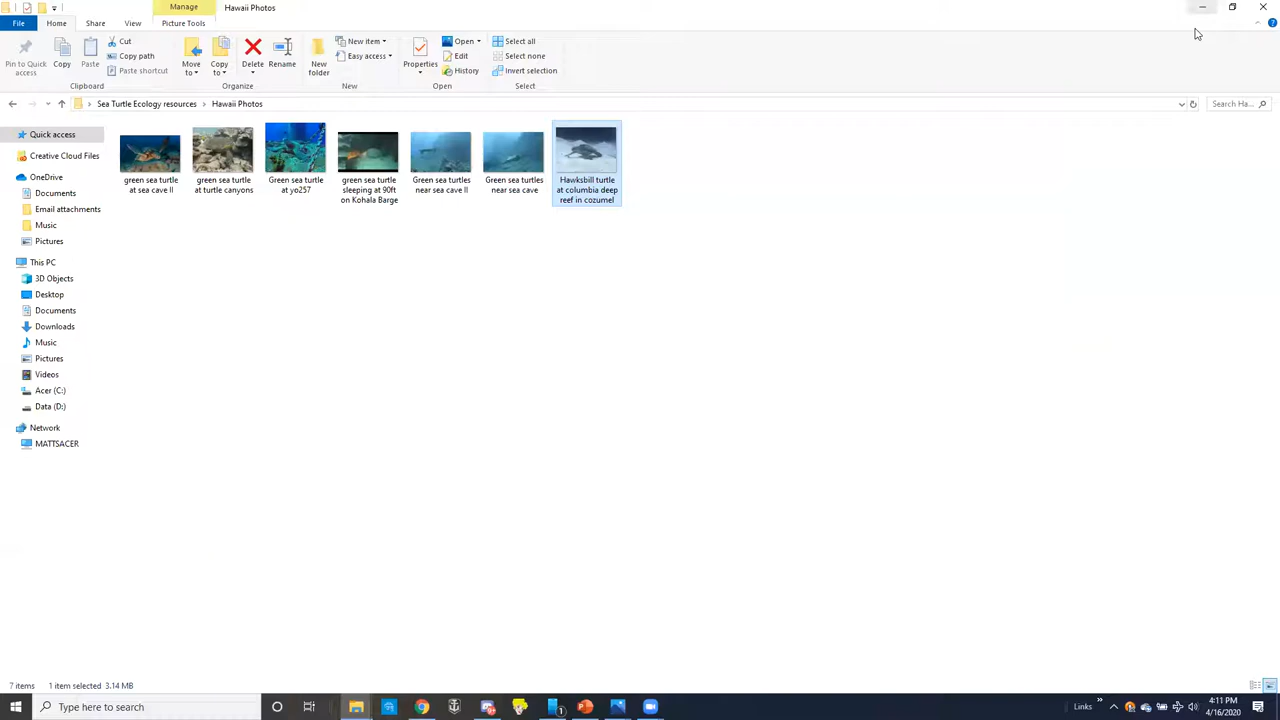 Manage
Hawaii Photos
File
Home
Share
View
Picture Tools
Pin to Quick access
Copy
Paste
Cut
Copy path
Paste shortcut
Clipboard
Move to
Copy to
Delete
Rename
Organize
New folder
New item
Easy access
New
Properties
Open
Edit
History
Open
Select all
Select none
Invert selection
Select
Sea Turtle Ecology resources > Hawaii Photos
Search Ha...
Quick access
Creative Cloud Files
OneDrive
Documents
Email attachments
Music
Pictures
This PC
3D Objects
Desktop
Documents
Downloads
Music
Pictures
Videos
Acer (C:)
Data (D:)
Network
MATTSACER
green sea turtle
at sea cave II
green sea turtle
at turtle canyons
Green sea turtle
at yo257
green sea turtle
sleeping at 90ft
on Kohala Barge
Green sea turtles
near sea cave II
Green sea turtles
near sea cave
Hawksbill turtle
at columbia deep
reef in cozumel
7 items
1 item selected 3.14 MB
Type here to search
Links
4:11 PM
4/16/2020